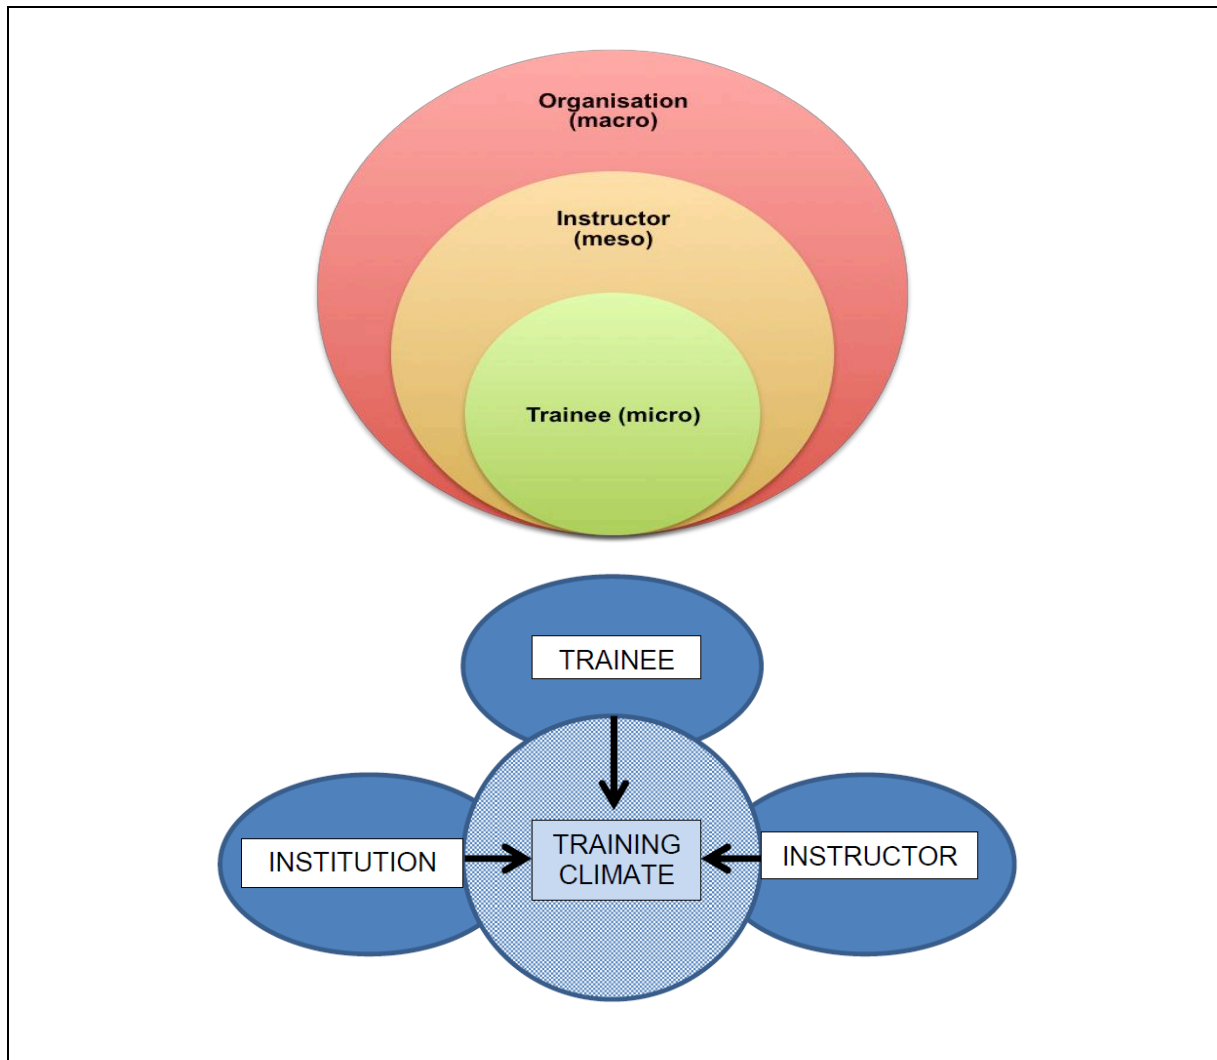 Organisation
(macro)
Instructor
(meso)
Trainee (micro)
TRAINEE
INSTITUTION
TRAINING
CLIMATE
INSTRUCTOR